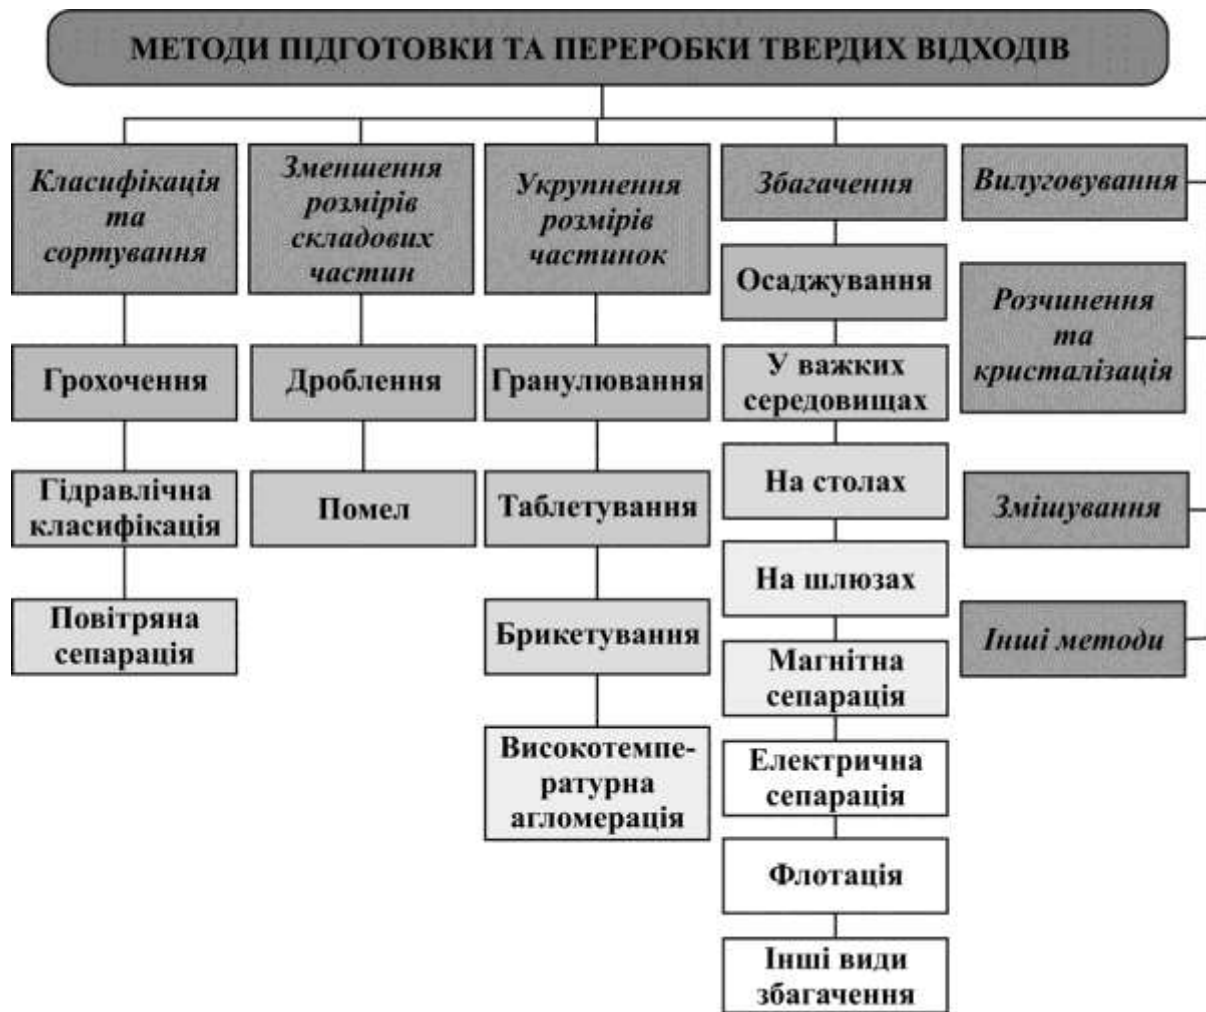 МЕТОДИ ПІДГОТОВКИ ТА ПЕРЕРОБКИ ТВЕРДИХ ВІДХОДІВ
Класифікація
та
сортування
Грохочення
Гідравлічна
класифікація
Повітряна
сепарація
Зменшення
розмірів
складових
частин
Дроблення
Помел
Укрупнення
розмірів
частинок
Гранулювання
Таблетування
Брикетування
Високотемпе-
ратурна
агломерація
Збагачення
Осаджування
У важких
середовищах
На столах
На шлюзах
Магнітна
сепарація
Електрична
сепарація
Флотація
Інші види
збагачення
Вилуговування
Розчинення
та
кристалізація
Змішування
Інші методи